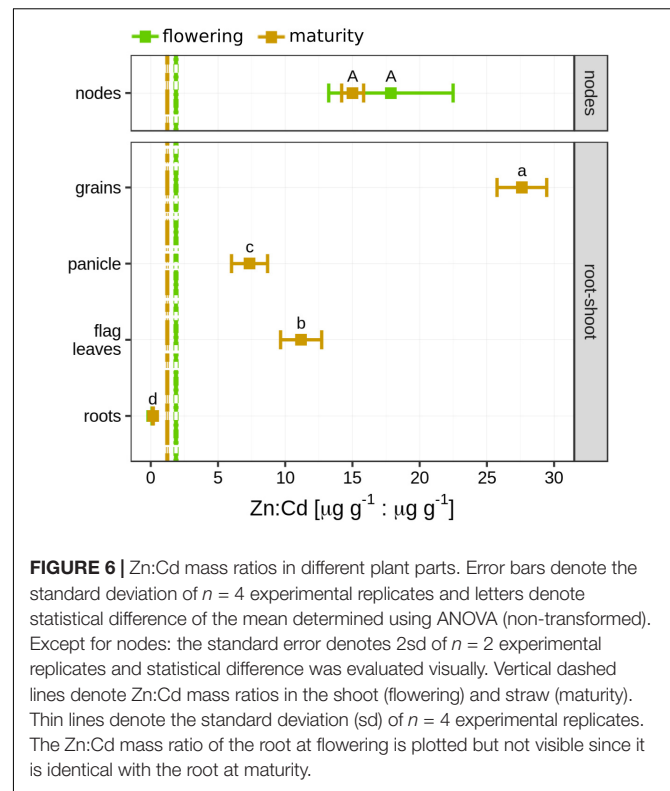 flowering maturity
A A
nodes
nodes
a
grains
c
panicle
b
flag
leaves
root-shoot
d
roots
0 5 10 15 20 25 30
Zn:Cd [μg g⁻¹ : μg g⁻¹]
FIGURE 6 | Zn:Cd mass ratios in different plant parts. Error bars denote the
standard deviation of n = 4 experimental replicates and letters denote
statistical difference of the mean determined using ANOVA (non-transformed).
Except for nodes: the standard error denotes 2sd of n = 2 experimental
replicates and statistical difference was evaluated visually. Vertical dashed
lines denote Zn:Cd mass ratios in the shoot (flowering) and straw (maturity).
Thin lines denote the standard deviation (sd) of n = 4 experimental replicates.
The Zn:Cd mass ratio of the root at flowering is plotted but not visible since it
is identical with the root at maturity.